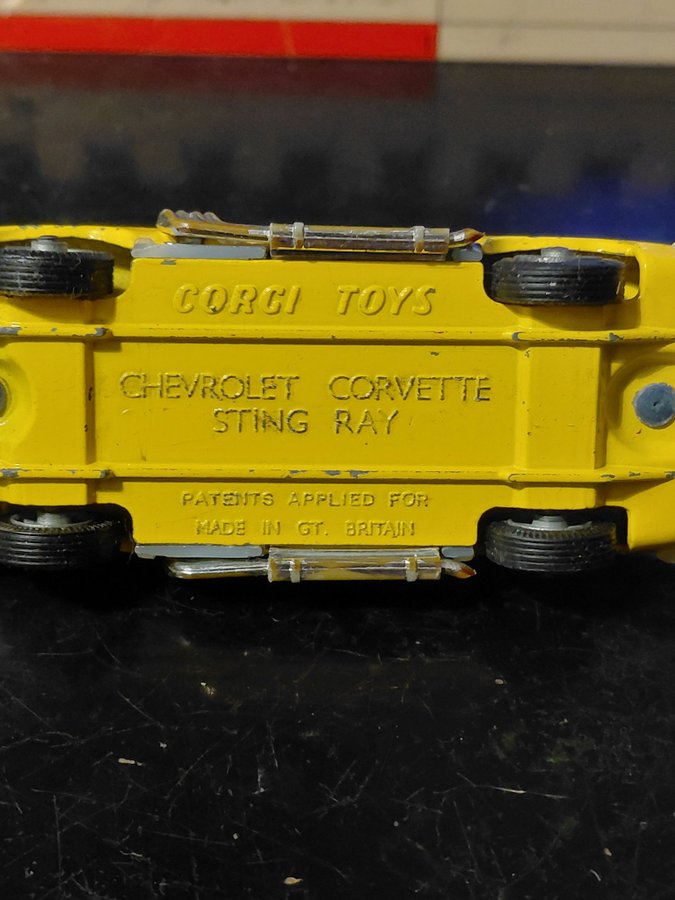 CORGI TOYS
CHEVROLET CORVETTE
STING RAY
PATENTS APPLIED FOR
MADE IN GT. BRITAIN